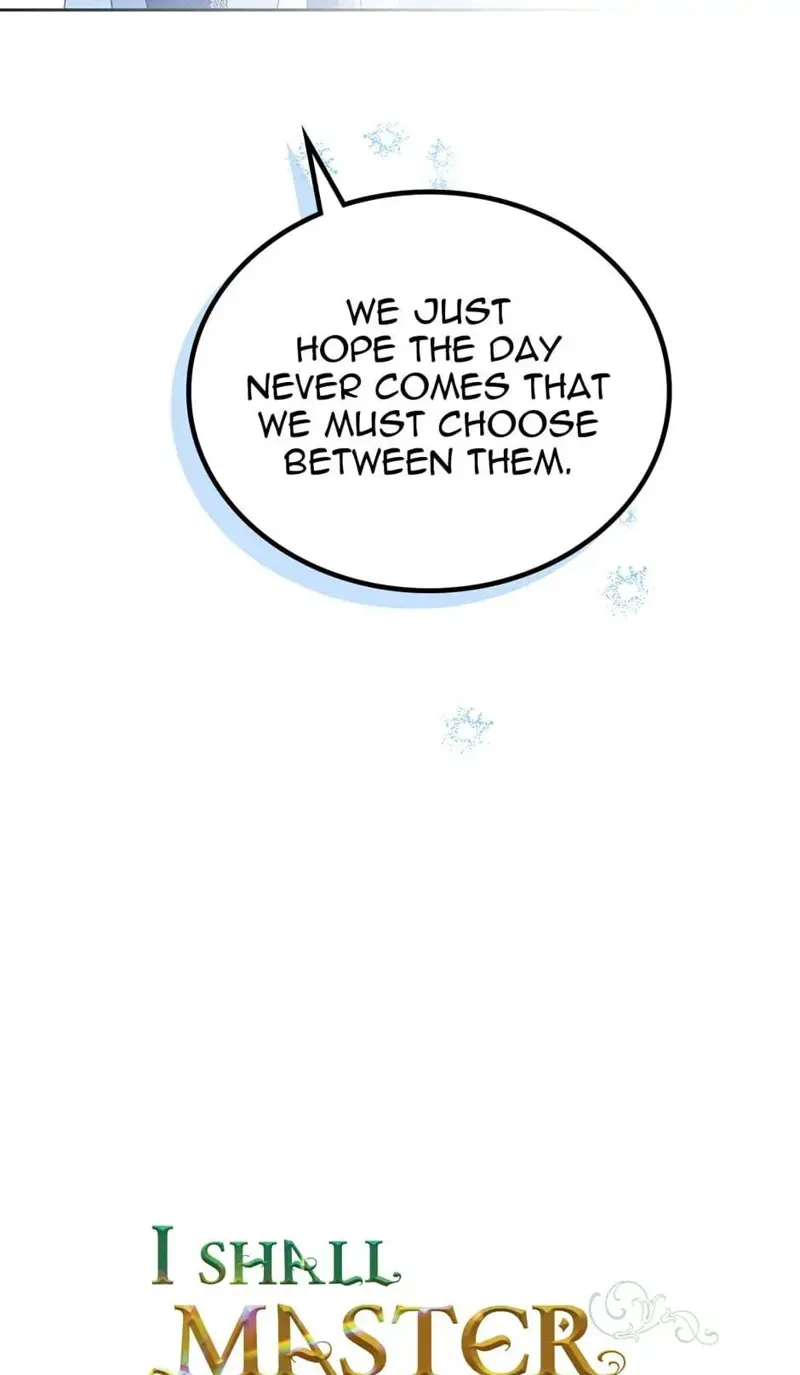 WE JUST
HOPE THE DAY
NEVER COMES THAT
WE MUST CHOOSE
BETWEEN THEM.
I SHALL
MASTER